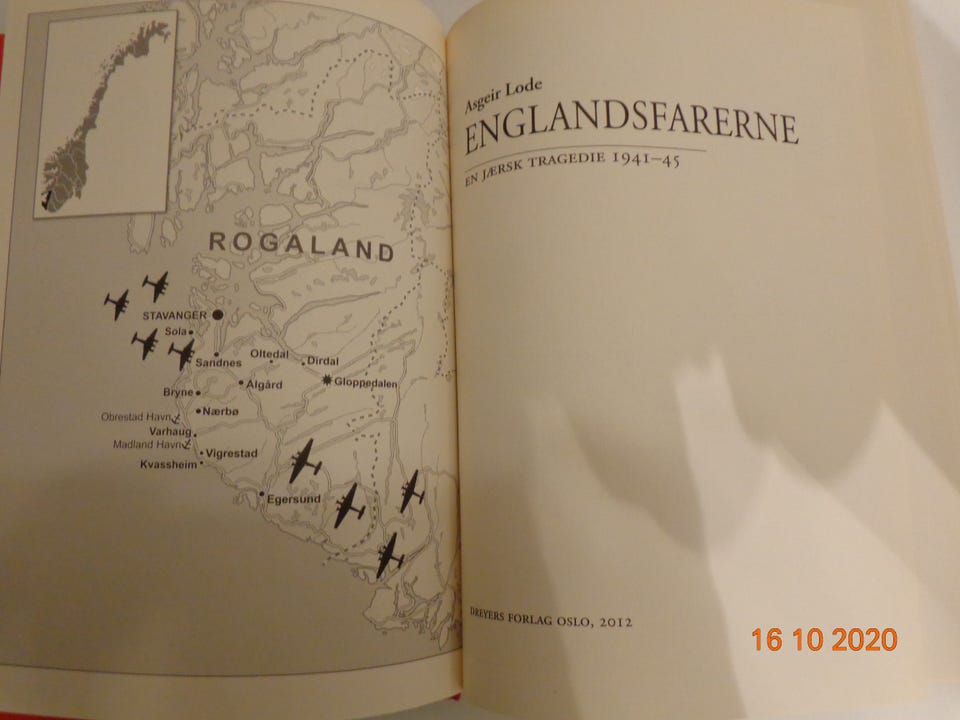 ROGALAND
STAVANGER
Sola
Sandnes
Oltedal
Dirdal
Ålgård
Gloppedalen
Bryne
Nærbø
Obrestad Havn
Varhaug
Madland Havn
Vigrestad
Kvassheim
Egersund
Asgeir Lode
ENGLANDSFARERNE
EN JÆRSK TRAGEDIE 1941–45
DREYERS FORLAG OSLO, 2012
16 10 2020